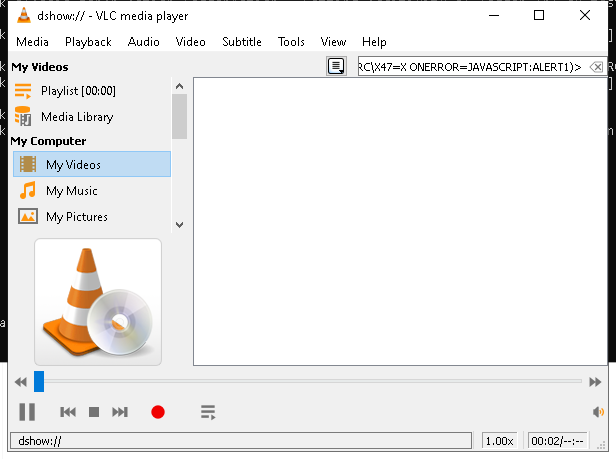 dshow:// - VLC media player
Media Playback Audio Video Subtitle Tools View Help
My Videos
RC\X47=X ONERROR=JAVASCRIPT:ALERT1)>
Playlist [00:00]
Media Library
My Computer
My Videos
My Music
My Pictures
dshow://
1.00x
00:02/--:--